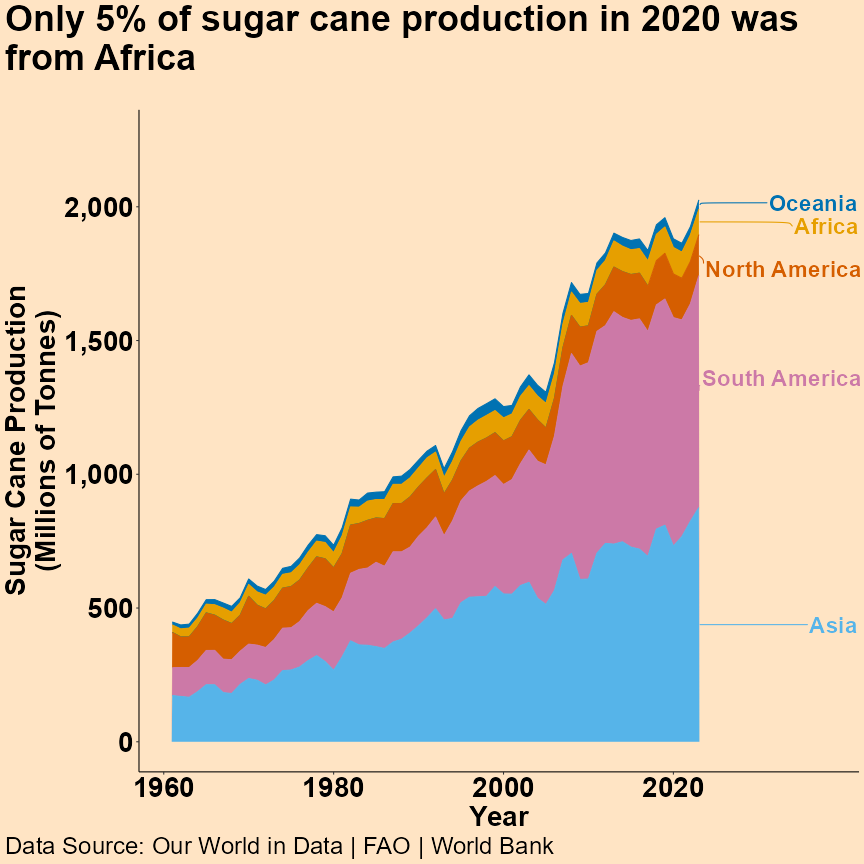 Only 5% of sugar cane production in 2020 was
from Africa
2,000
1,500
1,000
500
0
Sugar Cane Production
(Millions of Tonnes)
Oceania
Africa
North America
South America
Asia
1960 1980 2000 2020
Year
Data Source: Our World in Data | FAO | World Bank